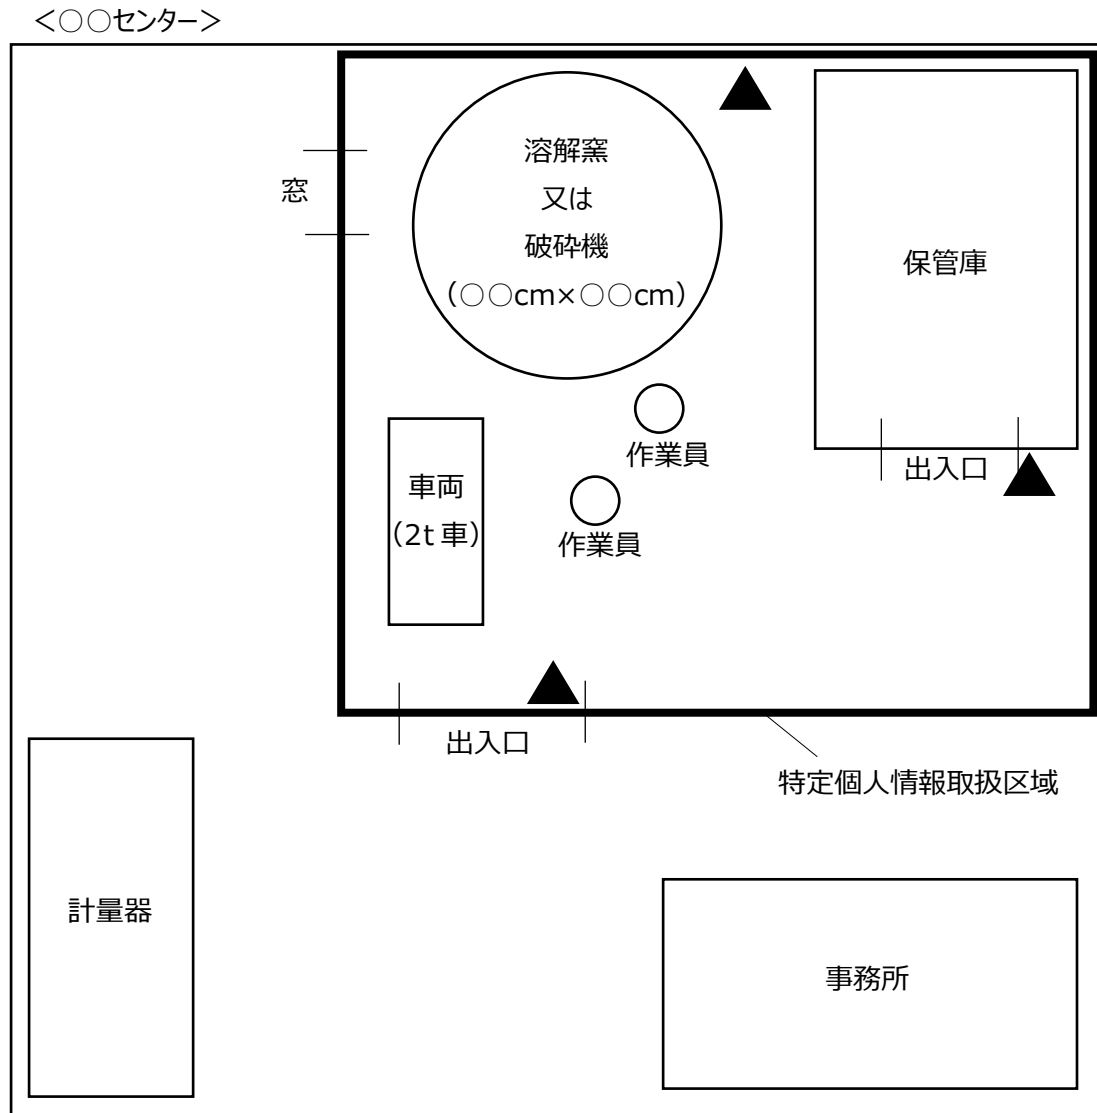 ＜○○センター＞
溶解窯
又は
破砕機
（○○cm×○○cm）
窓
保管庫
作業員
出入口
車両
（2t 車）
作業員
出入口
特定個人情報取扱区域
計量器
事務所